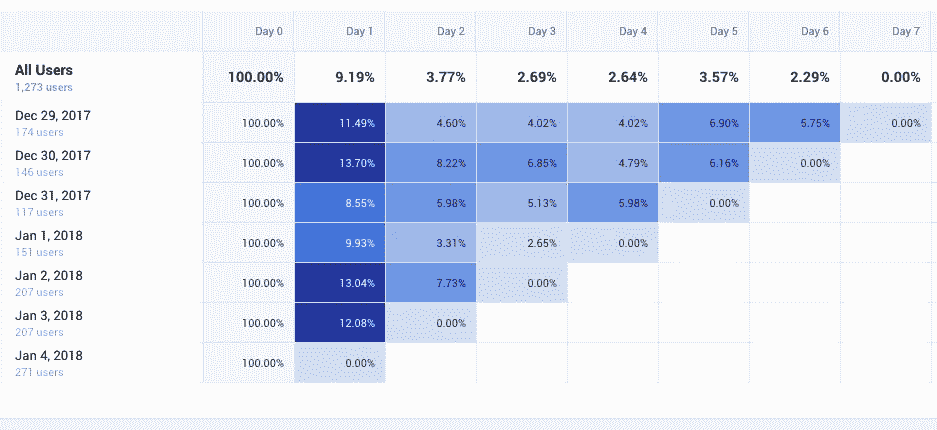 Day 0 Day 1 Day 2 Day 3 Day 4 Day 5 Day 6 Day 7
All Users 100.00% 9.19% 3.77% 2.69% 2.64% 3.57% 2.29% 0.00%
1,273 users
Dec 29, 2017 100.00% 11.49% 4.60% 4.02% 4.02% 6.90% 5.75% 0.00%
174 users
Dec 30, 2017 100.00% 13.70% 8.22% 6.85% 4.79% 6.16% 0.00%
146 users
Dec 31, 2017 100.00% 8.55% 5.98% 5.13% 5.98% 0.00%
117 users
Jan 1, 2018 100.00% 9.93% 3.31% 2.65% 0.00%
151 users
Jan 2, 2018 100.00% 13.04% 7.73% 0.00%
207 users
Jan 3, 2018 100.00% 12.08% 0.00%
207 users
Jan 4, 2018 100.00% 0.00%
271 users